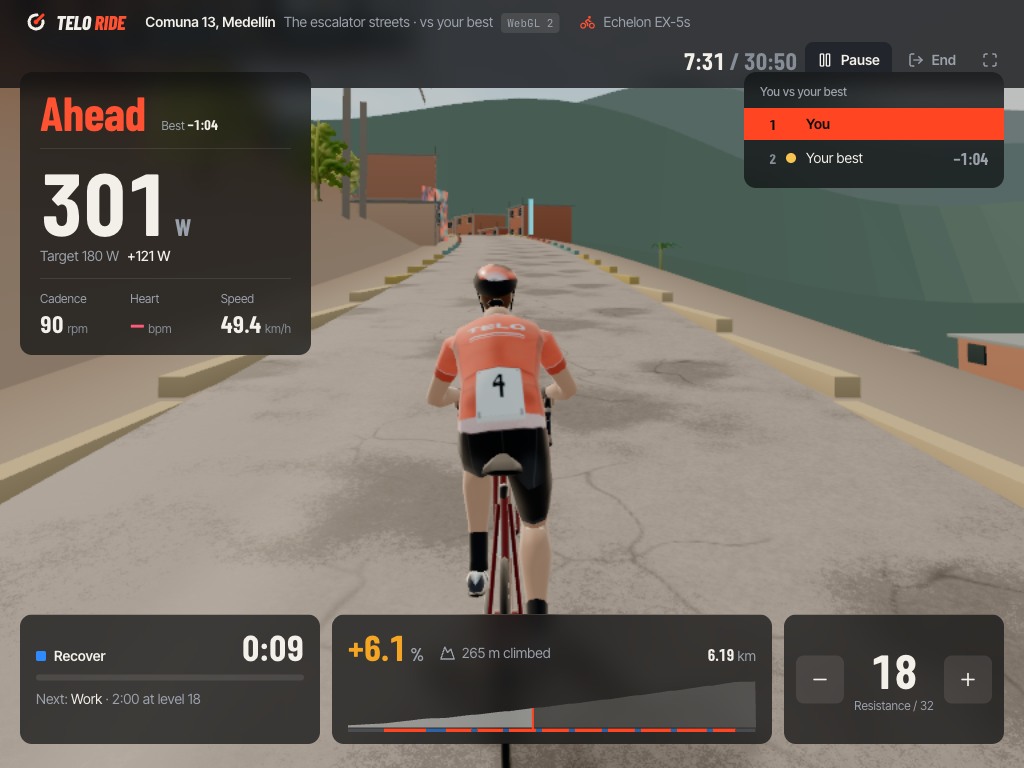 TELO RIDE
Comuna 13, Medellín The escalator streets · vs your best WebGL 2 Echelon EX-5s
7:31 / 30:50 Pause End
Ahead Best −1:04
301 W
Target 180 W +121 W
Cadence Heart Speed
90 rpm — bpm 49.4 km/h
You vs your best
1 You
2 Your best −1:04
TELO
4
Recover 0:09
Next: Work · 2:00 at level 18
+6.1 % 265 m climbed 6.19 km
− 18 +
Resistance / 32